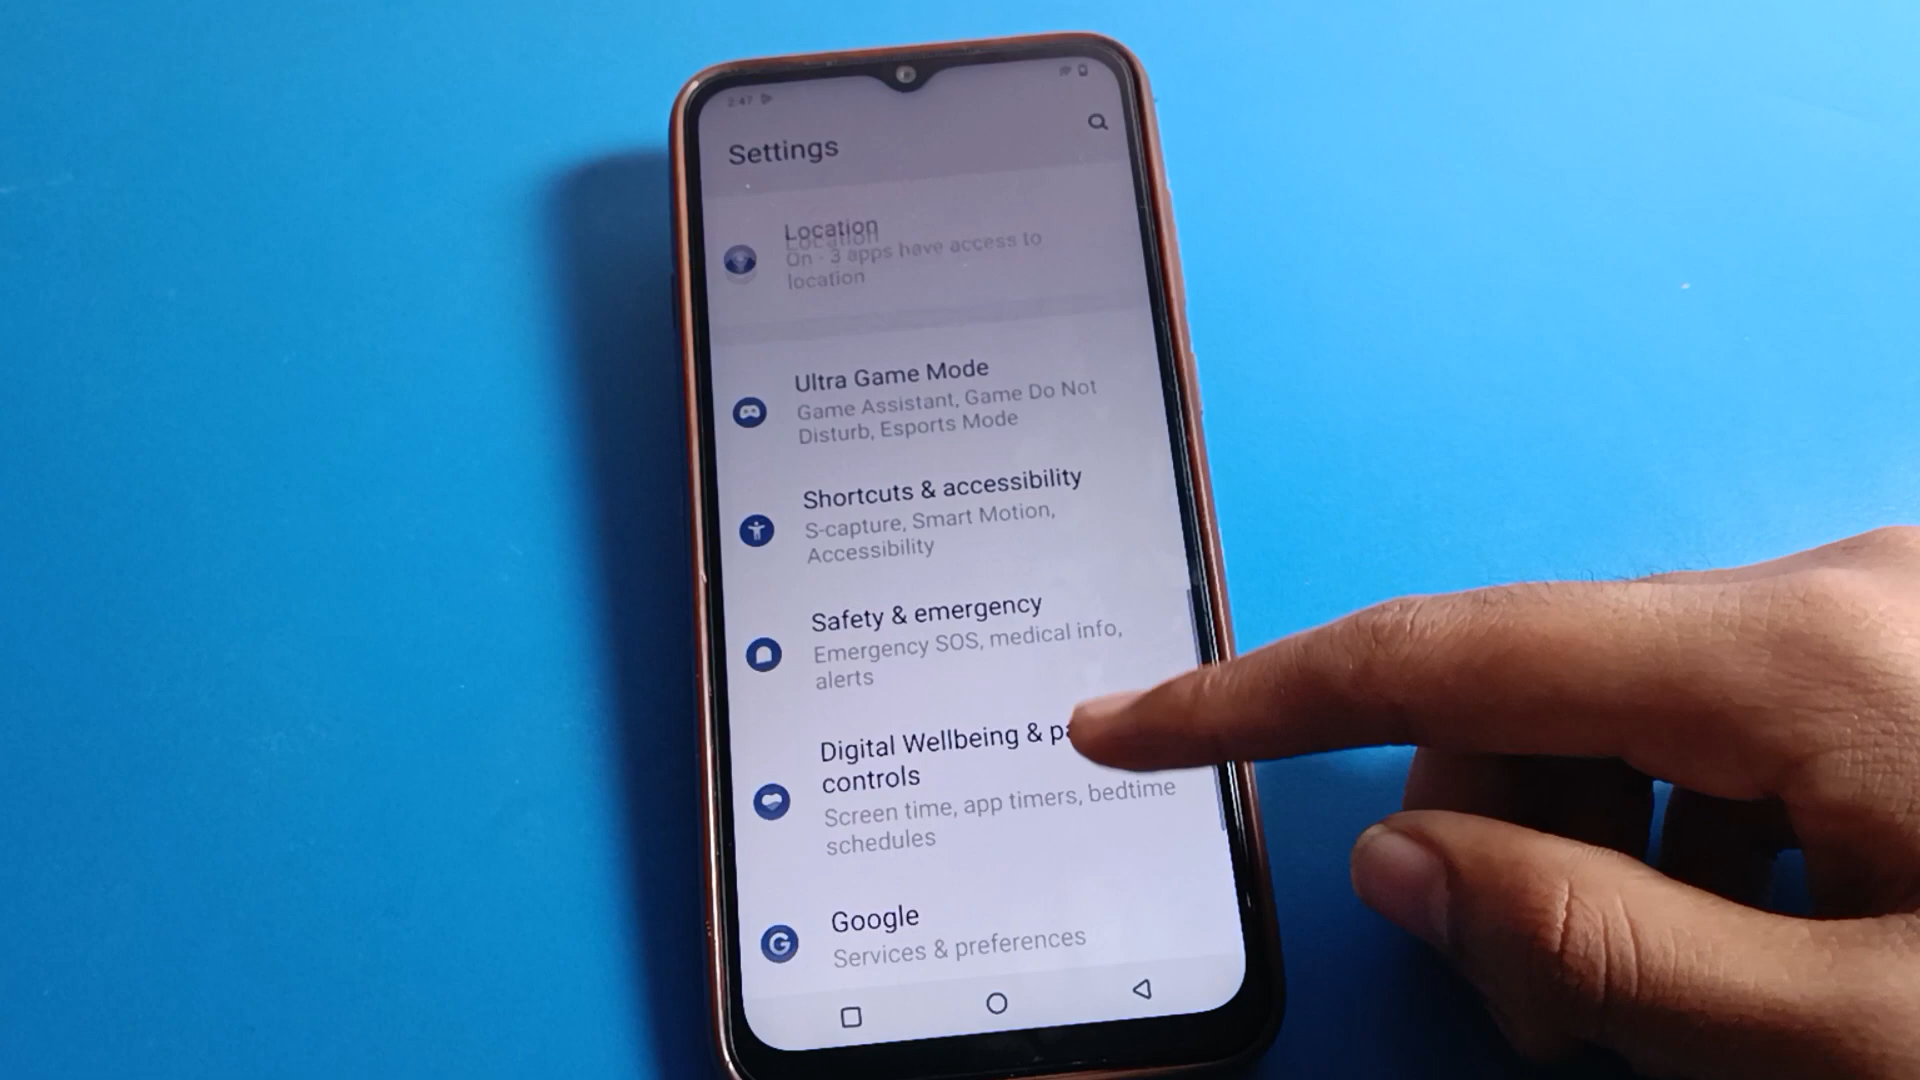 2:47
Settings
Location
On · 3 apps have access to
location
Ultra Game Mode
Game Assistant, Game Do Not
Disturb, Esports Mode
Shortcuts & accessibility
S-capture, Smart Motion,
Accessibility
Safety & emergency
Emergency SOS, medical info,
alerts
Digital Wellbeing &
controls
Screen time, app timers, bedtime
schedules
Google
Services & preferences